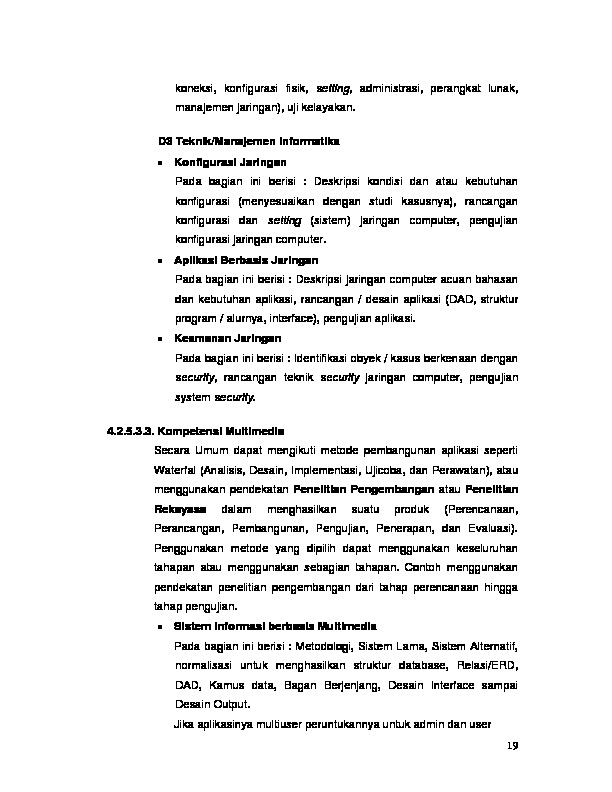 koneksi, konfigurasi fisik, setting, administrasi, perangkat lunak,
manajemen jaringan), uji kelayakan.
D3 Teknik/Manajemen Informatika
• Konfigurasi Jaringan
Pada bagian ini berisi : Deskripsi kondisi dan atau kebutuhan
konfigurasi (menyesuaikan dengan studi kasusnya), rancangan
konfigurasi dan setting (sistem) jaringan computer, pengujian
konfigurasi jaringan computer.
• Aplikasi Berbasis Jaringan
Pada bagian ini berisi : Deskripsi jaringan computer acuan bahasan
dan kebutuhan aplikasi, rancangan / desain aplikasi (DAD, struktur
program / alurnya, interface), pengujian aplikasi.
• Keamanan Jaringan
Pada bagian ini berisi : Identifikasi obyek / kasus berkenaan dengan
security, rancangan teknik security jaringan computer, pengujian
system security.
4.2.5.3.3. Kompetensi Multimedia
Secara Umum dapat mengikuti metode pembangunan aplikasi seperti
Waterfal (Analisis, Desain, Implementasi, Ujicoba, dan Perawatan), atau
menggunakan pendekatan Penelitian Pengembangan atau Penelitian
Rekayasa dalam menghasilkan suatu produk (Perencanaan,
Perancangan, Pembangunan, Pengujian, Penerapan, dan Evaluasi).
Penggunakan metode yang dipilih dapat menggunakan keseluruhan
tahapan atau menggunakan sebagian tahapan. Contoh menggunakan
pendekatan penelitian pengembangan dari tahap perencanaan hingga
tahap pengujian.
• Sistem Informasi berbasis Multimedia
Pada bagian ini berisi : Metodologi, Sistem Lama, Sistem Alternatif,
normalisasi untuk menghasilkan struktur database, Relasi/ERD,
DAD, Kamus data, Bagan Berjenjang, Desain Interface sampai
Desain Output.
Jika aplikasinya multiuser peruntukannya untuk admin dan user
19